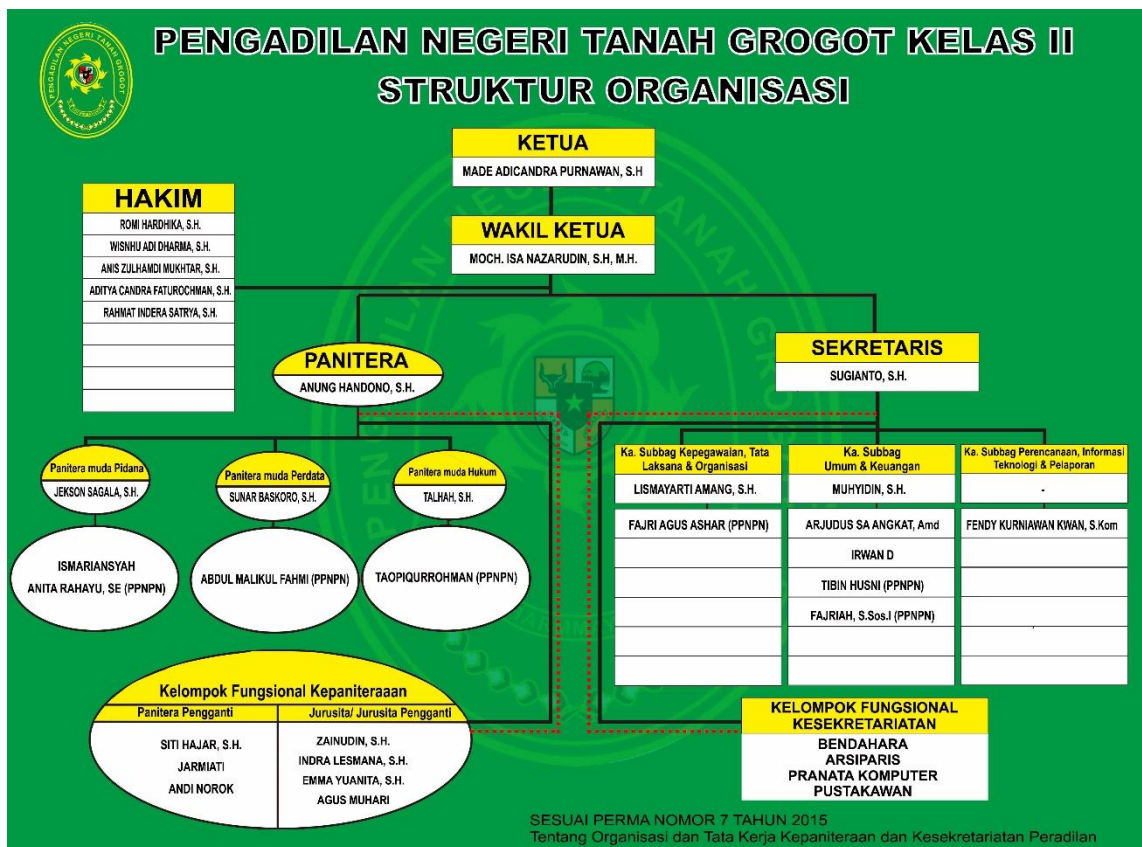 PENGADILAN NEGERI TANAH GROGOT KELAS II
STRUKTUR ORGANISASI
PENGADILAN NEGERI TANAH GROGOT
KETUA
MADE ADICANDRA PURNAWAN, S.H
WAKIL KETUA
MOCH. ISA NAZARUDIN, S.H, M.H.
HAKIM
ROMI HARDHIKA, S.H.
WISNHU ADI DHARMA, S.H.
ANIS ZULHAMDI MUKHTAR, S.H.
ADITYA CANDRA FATUROCHMAN, S.H.
RAHMAT INDERA SATRYA, S.H.
PANITERA
ANUNG HANDONO, S.H.
SEKRETARIS
SUGIANTO, S.H.
Panitera muda Pidana
JEKSON SAGALA, S.H.
ISMARIANSYAH
ANITA RAHAYU, SE (PPNPN)
Panitera muda Perdata
SUNAR BASKORO, S.H.
ABDUL MALIKUL FAHMI (PPNPN)
Panitera muda Hukum
TALHAH, S.H.
TAOPIQURROHMAN (PPNPN)
Ka. Subbag Kepegawaian, Tata
Laksana & Organisasi
LISMAYARTI AMANG, S.H.
FAJRI AGUS ASHAR (PPNPN)
Ka. Subbag
Umum & Keuangan
MUHYIDIN, S.H.
ARJUDUS SA ANGKAT, Amd
IRWAN D
TIBIN HUSNI (PPNPN)
FAJRIAH, S.Sos.I (PPNPN)
Ka. Subbag Perencanaan, Informasi
Teknologi & Pelaporan
-
FENDY KURNIAWAN KWAN, S.Kom
Kelompok Fungsional Kepaniteraaan
Panitera Pengganti
SITI HAJAR, S.H.
JARMIATI
ANDI NOROK
Jurusita/ Jurusita Pengganti
ZAINUDIN, S.H.
INDRA LESMANA, S.H.
EMMA YUANITA, S.H.
AGUS MUHARI
KELOMPOK FUNGSIONAL
KESEKRETARIATAN
BENDAHARA
ARSIPARIS
PRANATA KOMPUTER
PUSTAKAWAN
SESUAI PERMA NOMOR 7 TAHUN 2015
Tentang Organisasi dan Tata Kerja Kepaniteraan dan Kesekretariatan Peradilan